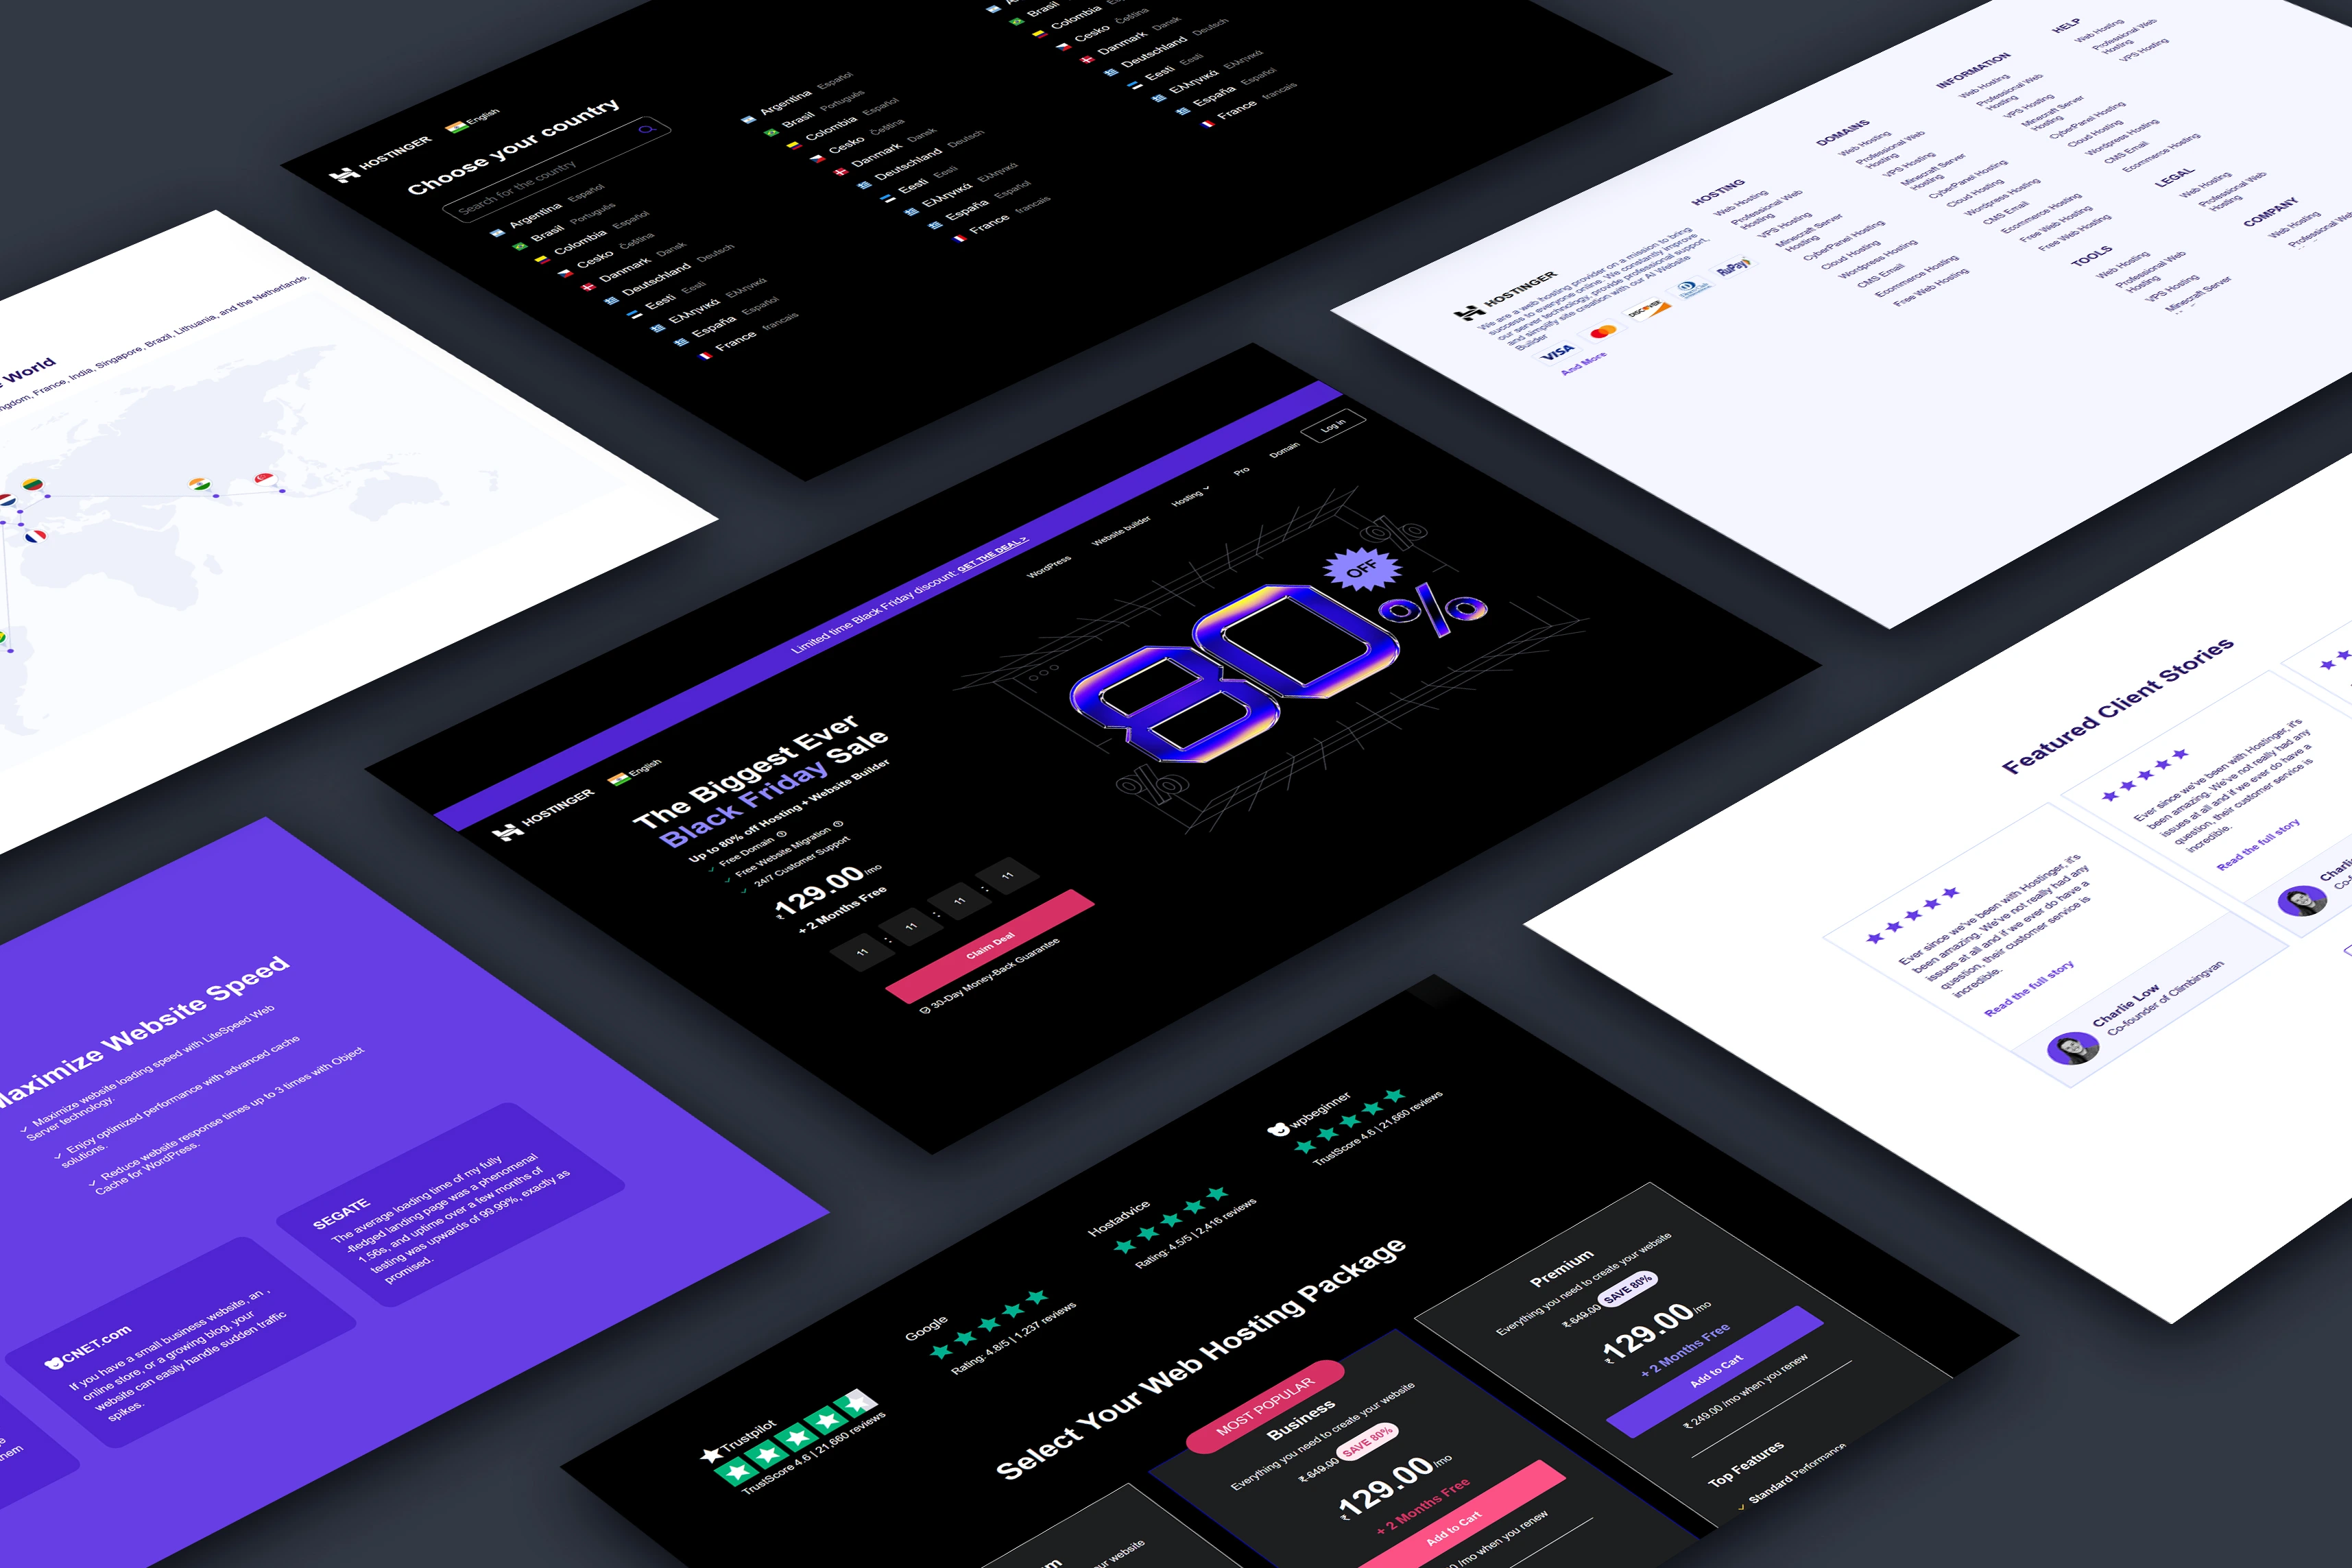 HOSTINGER
English
Choose your country
Search for the country
Argentina Español
Brasil Português
Colombia Español
Cesko Čeština
Danmark Dansk
Deutschland Deutsch
Eesti Eesti
Ελληνικά Ελληνικά
España Español
France francais
Argentina Español
Brasil Português
Colombia Español
Cesko Čeština
Danmark Dansk
Deutschland Deutsch
Eesti Eesti
Ελληνικά Ελληνικά
España Español
France francais
Brasil
Colombia Español
Cesko Čeština
Danmark Dansk
Deutschland Deutsch
Eesti Eesti
Ελληνικά Ελληνικά
España Español
France francais
World
France, India, Singapore, Brazil, Lithuania, and the Netherlands.
HOSTINGER
We are a web hosting provider on a mission to bring
success to everyone online. We constantly improve
our server technology, provide professional support,
and simplify site creation with our AI Website
Builder
VISA
DISCOVER
RuPay
And More
HOSTING
Web Hosting
Professional Web
Hosting
VPS Hosting
Minecraft Server
Hosting
CyberPanel Hosting
Cloud Hosting
Wordpress Hosting
CMS Email
Ecommerce Hosting
Free Web Hosting
DOMAINS
Web Hosting
Professional Web
Hosting
VPS Hosting
Minecraft Server
Hosting
CyberPanel Hosting
Cloud Hosting
Wordpress Hosting
CMS Email
Ecommerce Hosting
Free Web Hosting
Free Web Hosting
INFORMATION
Web Hosting
Professional Web
Hosting
VPS Hosting
Minecraft Server
Hosting
CyberPanel Hosting
Cloud Hosting
Wordpress Hosting
CMS Email
Ecommerce Hosting
HELP
Web Hosting
Professional Web
Hosting
VPS Hosting
TOOLS
Web Hosting
Professional Web
Hosting
VPS Hosting
Minecraft Server
LEGAL
Web Hosting
Professional Web
Hosting
COMPANY
Web Hosting
Professional Web
Limited time Black Friday discount: GET THE DEAL >
HOSTINGER
English
WordPress
Website builder
Hosting
Pro
Domain
Log in
The Biggest Ever
Black Friday Sale
Up to 80% off Hosting + Website Builder
Free Domain
Free Website Migration
24/7 Customer Support
₹129.00/mo
+ 2 Months Free
11 : 11 : 11 : 11
Claim Deal
30-Day Money-Back Guarantee
80%
OFF
%
%
Featured Client Stories
Ever since we've been with Hostinger, it's
been amazing. We've not really had any
issues at all and if we ever do have a
question, their customer service is
incredible.
Read the full story
Charlie Low
Co-founder of Climbingvan
Ever since we've been with Hostinger, it's
been amazing. We've not really had any
issues at all and if we ever do have a
question, their customer service is
incredible.
Read the full story
Maximize Website Speed
Maximize website loading speed with LiteSpeed Web
Server technology.
Enjoy optimized performance with advanced cache
solutions.
Reduce website response times up to 3 times with Object
Cache for WordPress.
SEGATE
The average loading time of my fully
-fledged landing page was a phenomenal
1.56s, and uptime over a few months of
testing was upwards of 99.99%, exactly as
promised.
CNET.com
If you have a small business website, an ,
online store, or a growing blog, your
website can easily handle sudden traffic
spikes.
Trustpilot
TrustScore 4.6 | 21,660 reviews
Google
Rating: 4.8/5 | 1,237 reviews
Hostadvice
Rating: 4.5/5 | 2,416 reviews
wpbeginner
TrustScore 4.6 | 21,660 reviews
Select Your Web Hosting Package
MOST POPULAR
Business
Everything you need to create your website
₹ 649.00 SAVE 80%
₹129.00/mo
+ 2 Months Free
Add to Cart
/mo when you renew
Premium
Everything you need to create your website
₹ 649.00 SAVE 80%
₹129.00/mo
+ 2 Months Free
Add to Cart
₹ 249.00 /mo when you renew
Top Features
Standard Performance
website